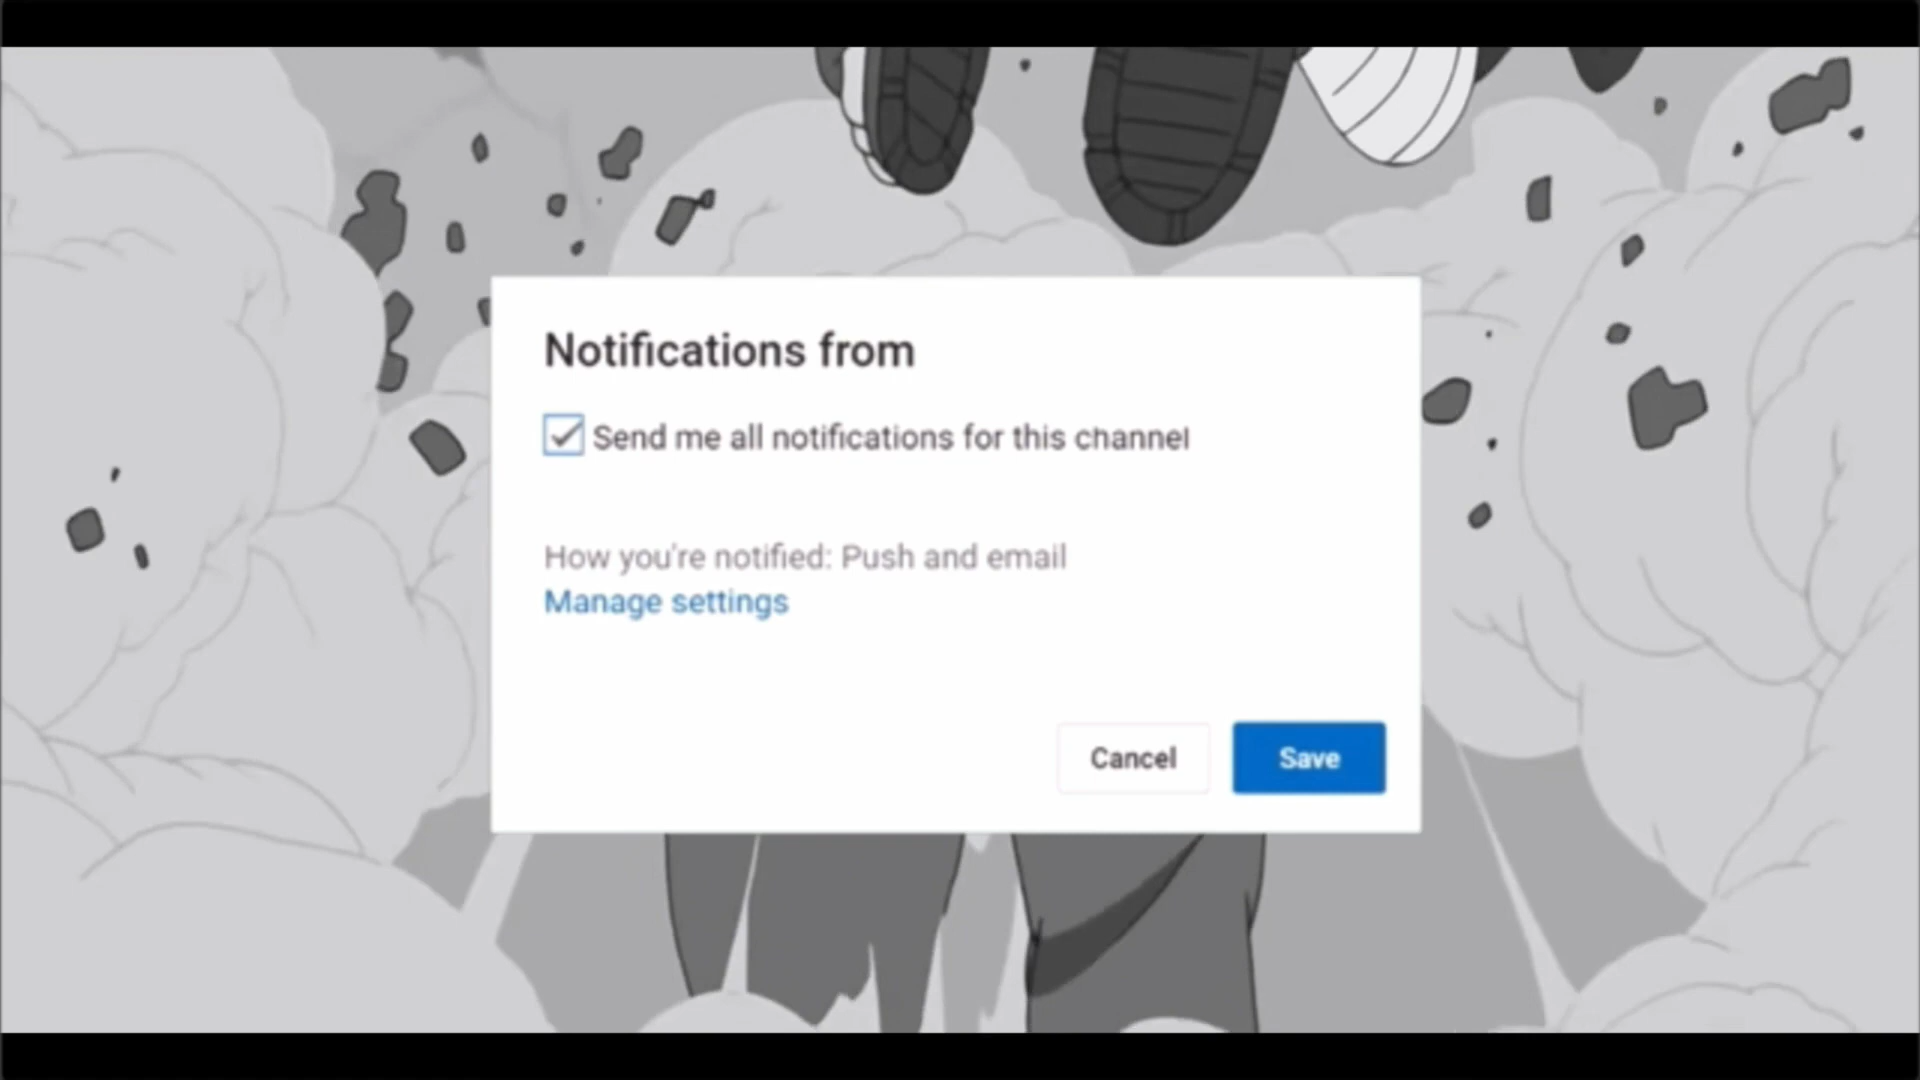 Notifications from
Send me all notifications for this channel
How you're notified: Push and email
Manage settings
Cancel
Save